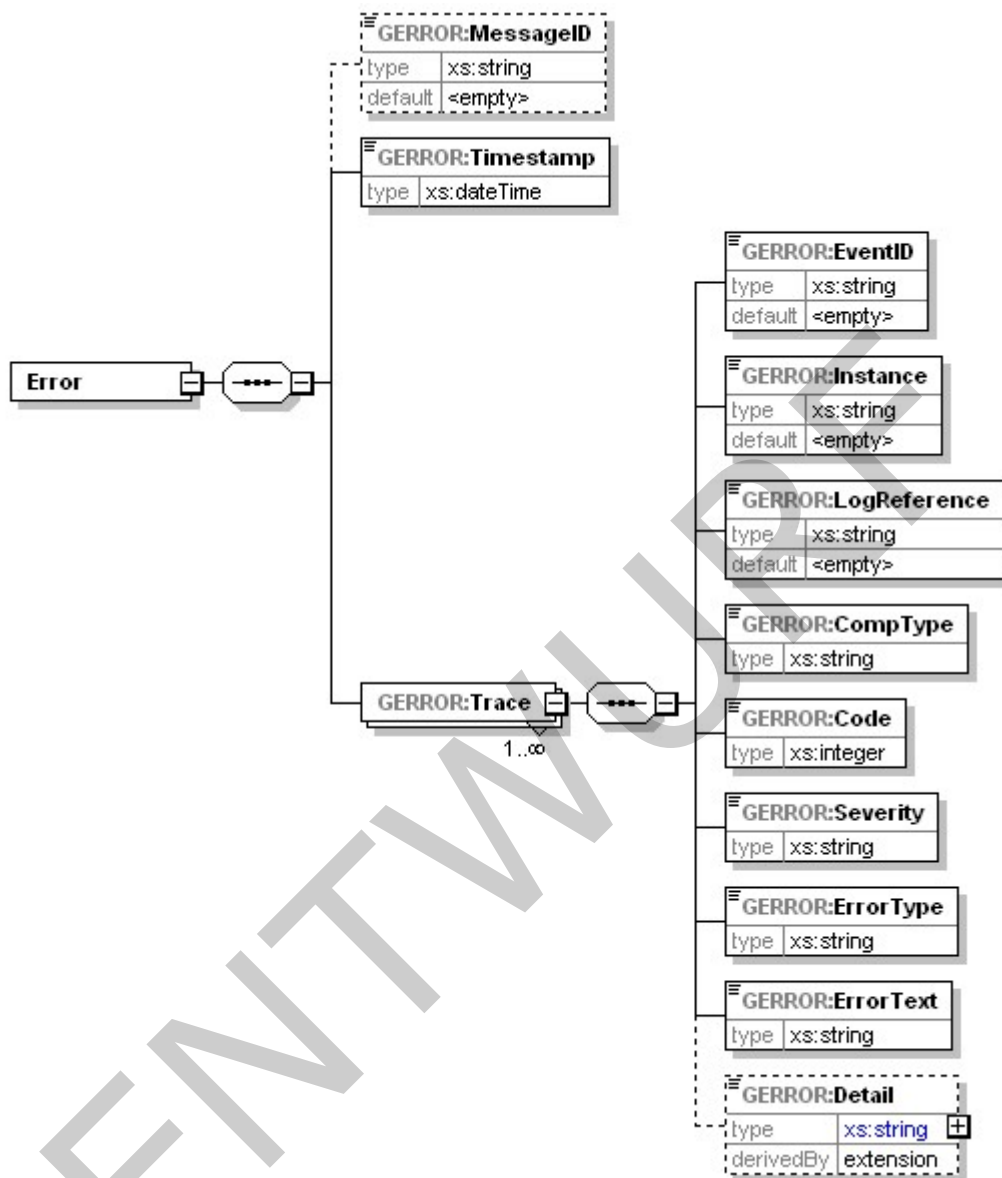 GERROR:MessageID
type xs:string
default <empty>
GERROR:Timestamp
type xs:dateTime
Error
GERROR:Trace
1..∞
GERROR:EventID
type xs:string
default <empty>
GERROR:Instance
type xs:string
default <empty>
GERROR:LogReference
type xs:string
default <empty>
GERROR:CompType
type xs:string
GERROR:Code
type xs:integer
GERROR:Severity
type xs:string
GERROR:ErrorType
type xs:string
GERROR:ErrorText
type xs:string
GERROR:Detail
type xs:string
derivedBy extension
ENTWURF